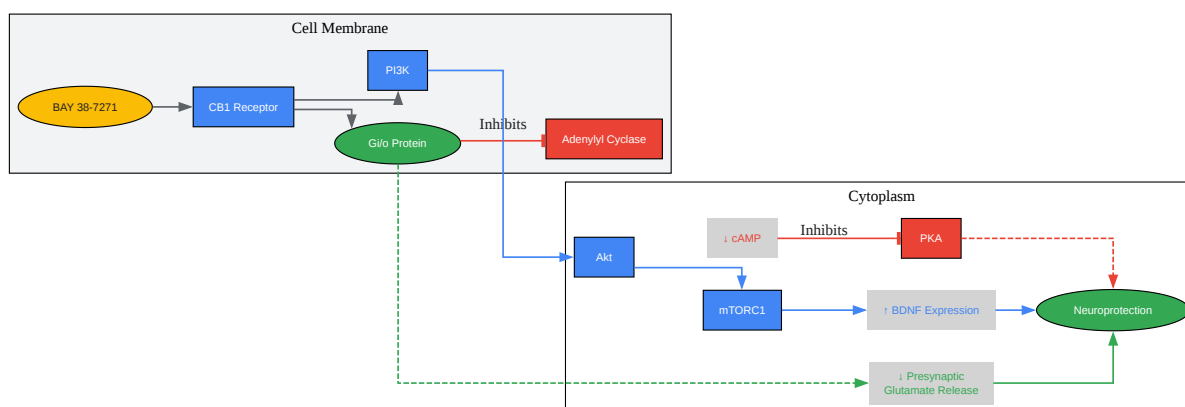 Cell Membrane
PI3K
BAY 38-7271
CB1 Receptor
Inhibits
Gi/o Protein
Adenylyl Cyclase
Cytoplasm
↓ cAMP
Inhibits
PKA
Akt
mTORC1
↑ BDNF Expression
Neuroprotection
↓ Presynaptic
Glutamate Release